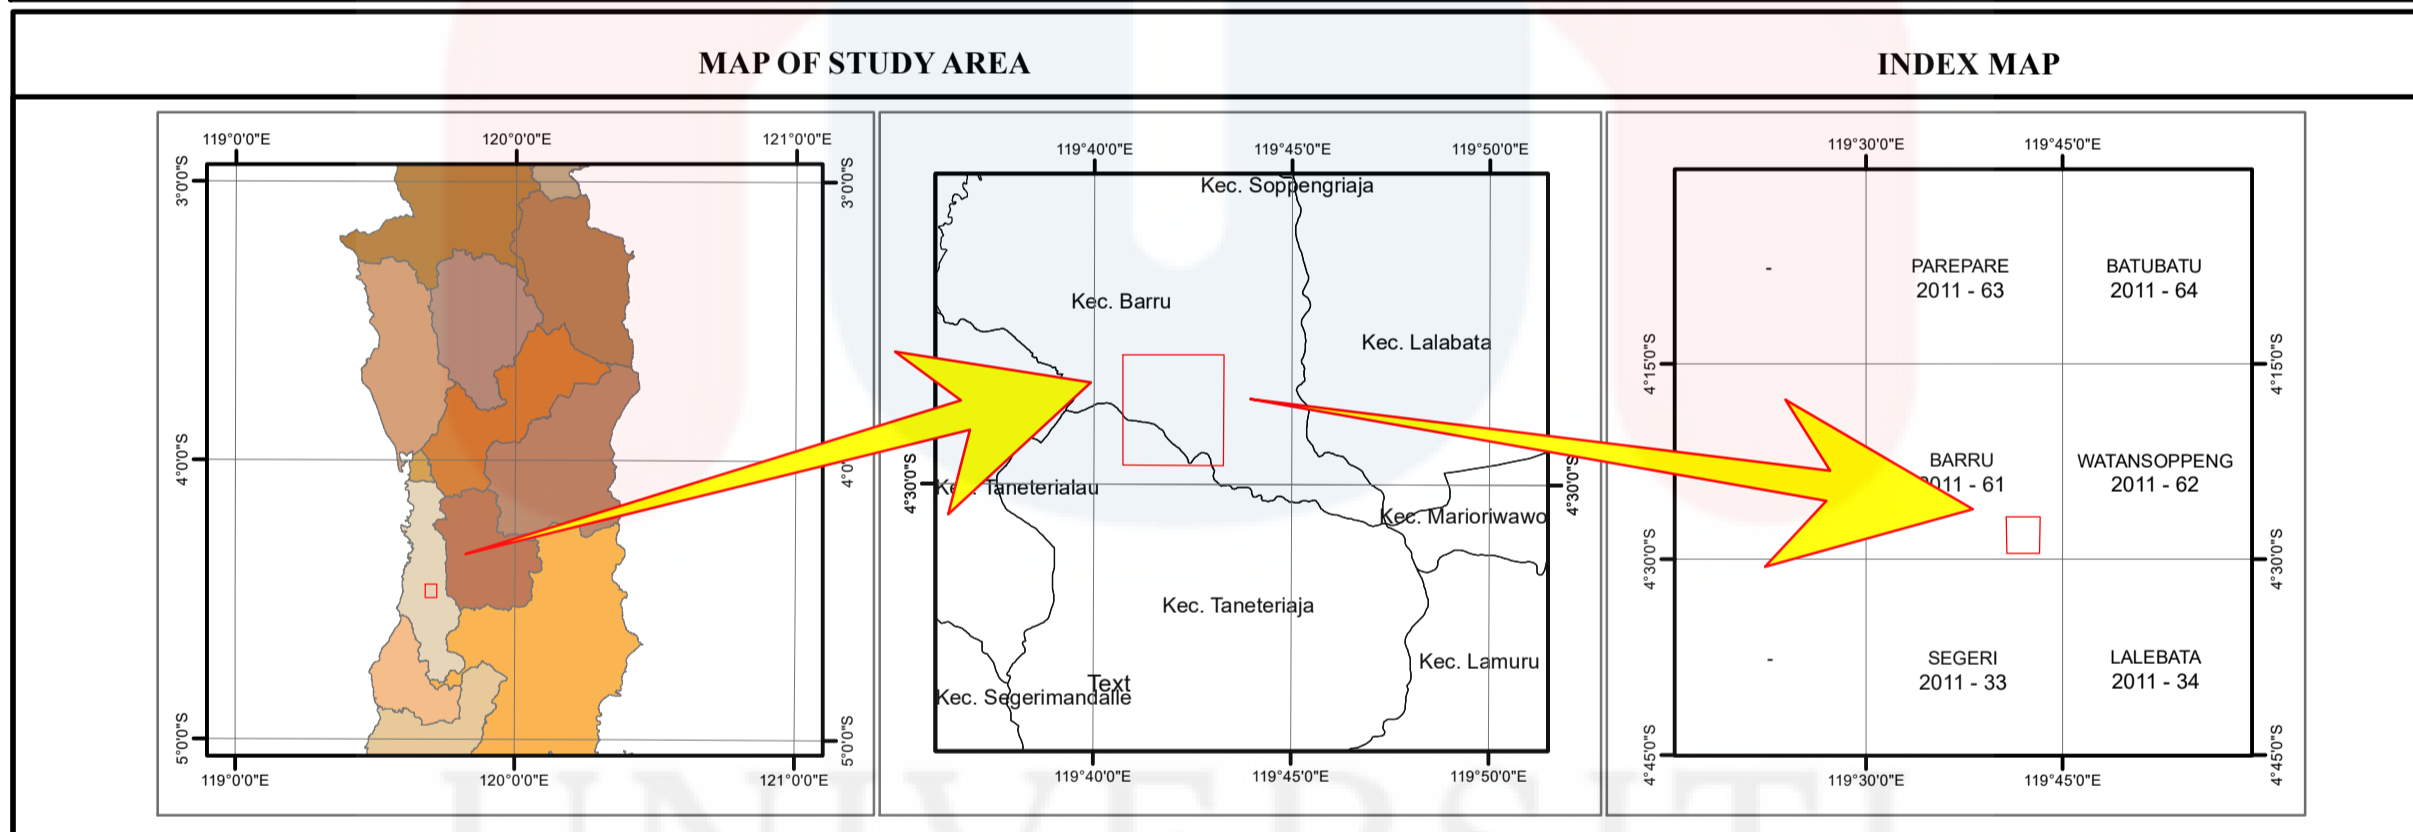 MAP OF STUDY AREA
INDEX MAP
119°0'0"E 120°0'0"E 121°0'0"E
3°0'0"S 3°0'0"S
4°0'0"S 4°0'
5°0'0"S 5°0'0"S
119°0'0"E 120°0'0"E 121°0'0"E
119°40'0"E 119°45'0"E 119°50'0"E
Kec. Soppengriaja
Kec. Barru
Kec. Lalabata
4°30'0"S 4°30'0"S
Kec. Taneterialau
Kec. Marioriwawo
Kec. Taneteriaja
Kec. Lamuru
Text
Kec. Segerimandalle
119°40'0"E 119°45'0"E 119°50'0"E
119°30'0"E 119°45'0"E
- PAREPARE BATUBATU
2011 - 63 2011 - 64
4°15'0"S 4°15'0"S
BARRU WATANSOPPENG
2011 - 61 2011 - 62
4°30'0"S 4°30'0"S
- SEGERI LALEBATA
2011 - 33 2011 - 34
4°45'0"S 4°45'0"S
119°30'0"E 119°45'0"E
UNIVERSITI